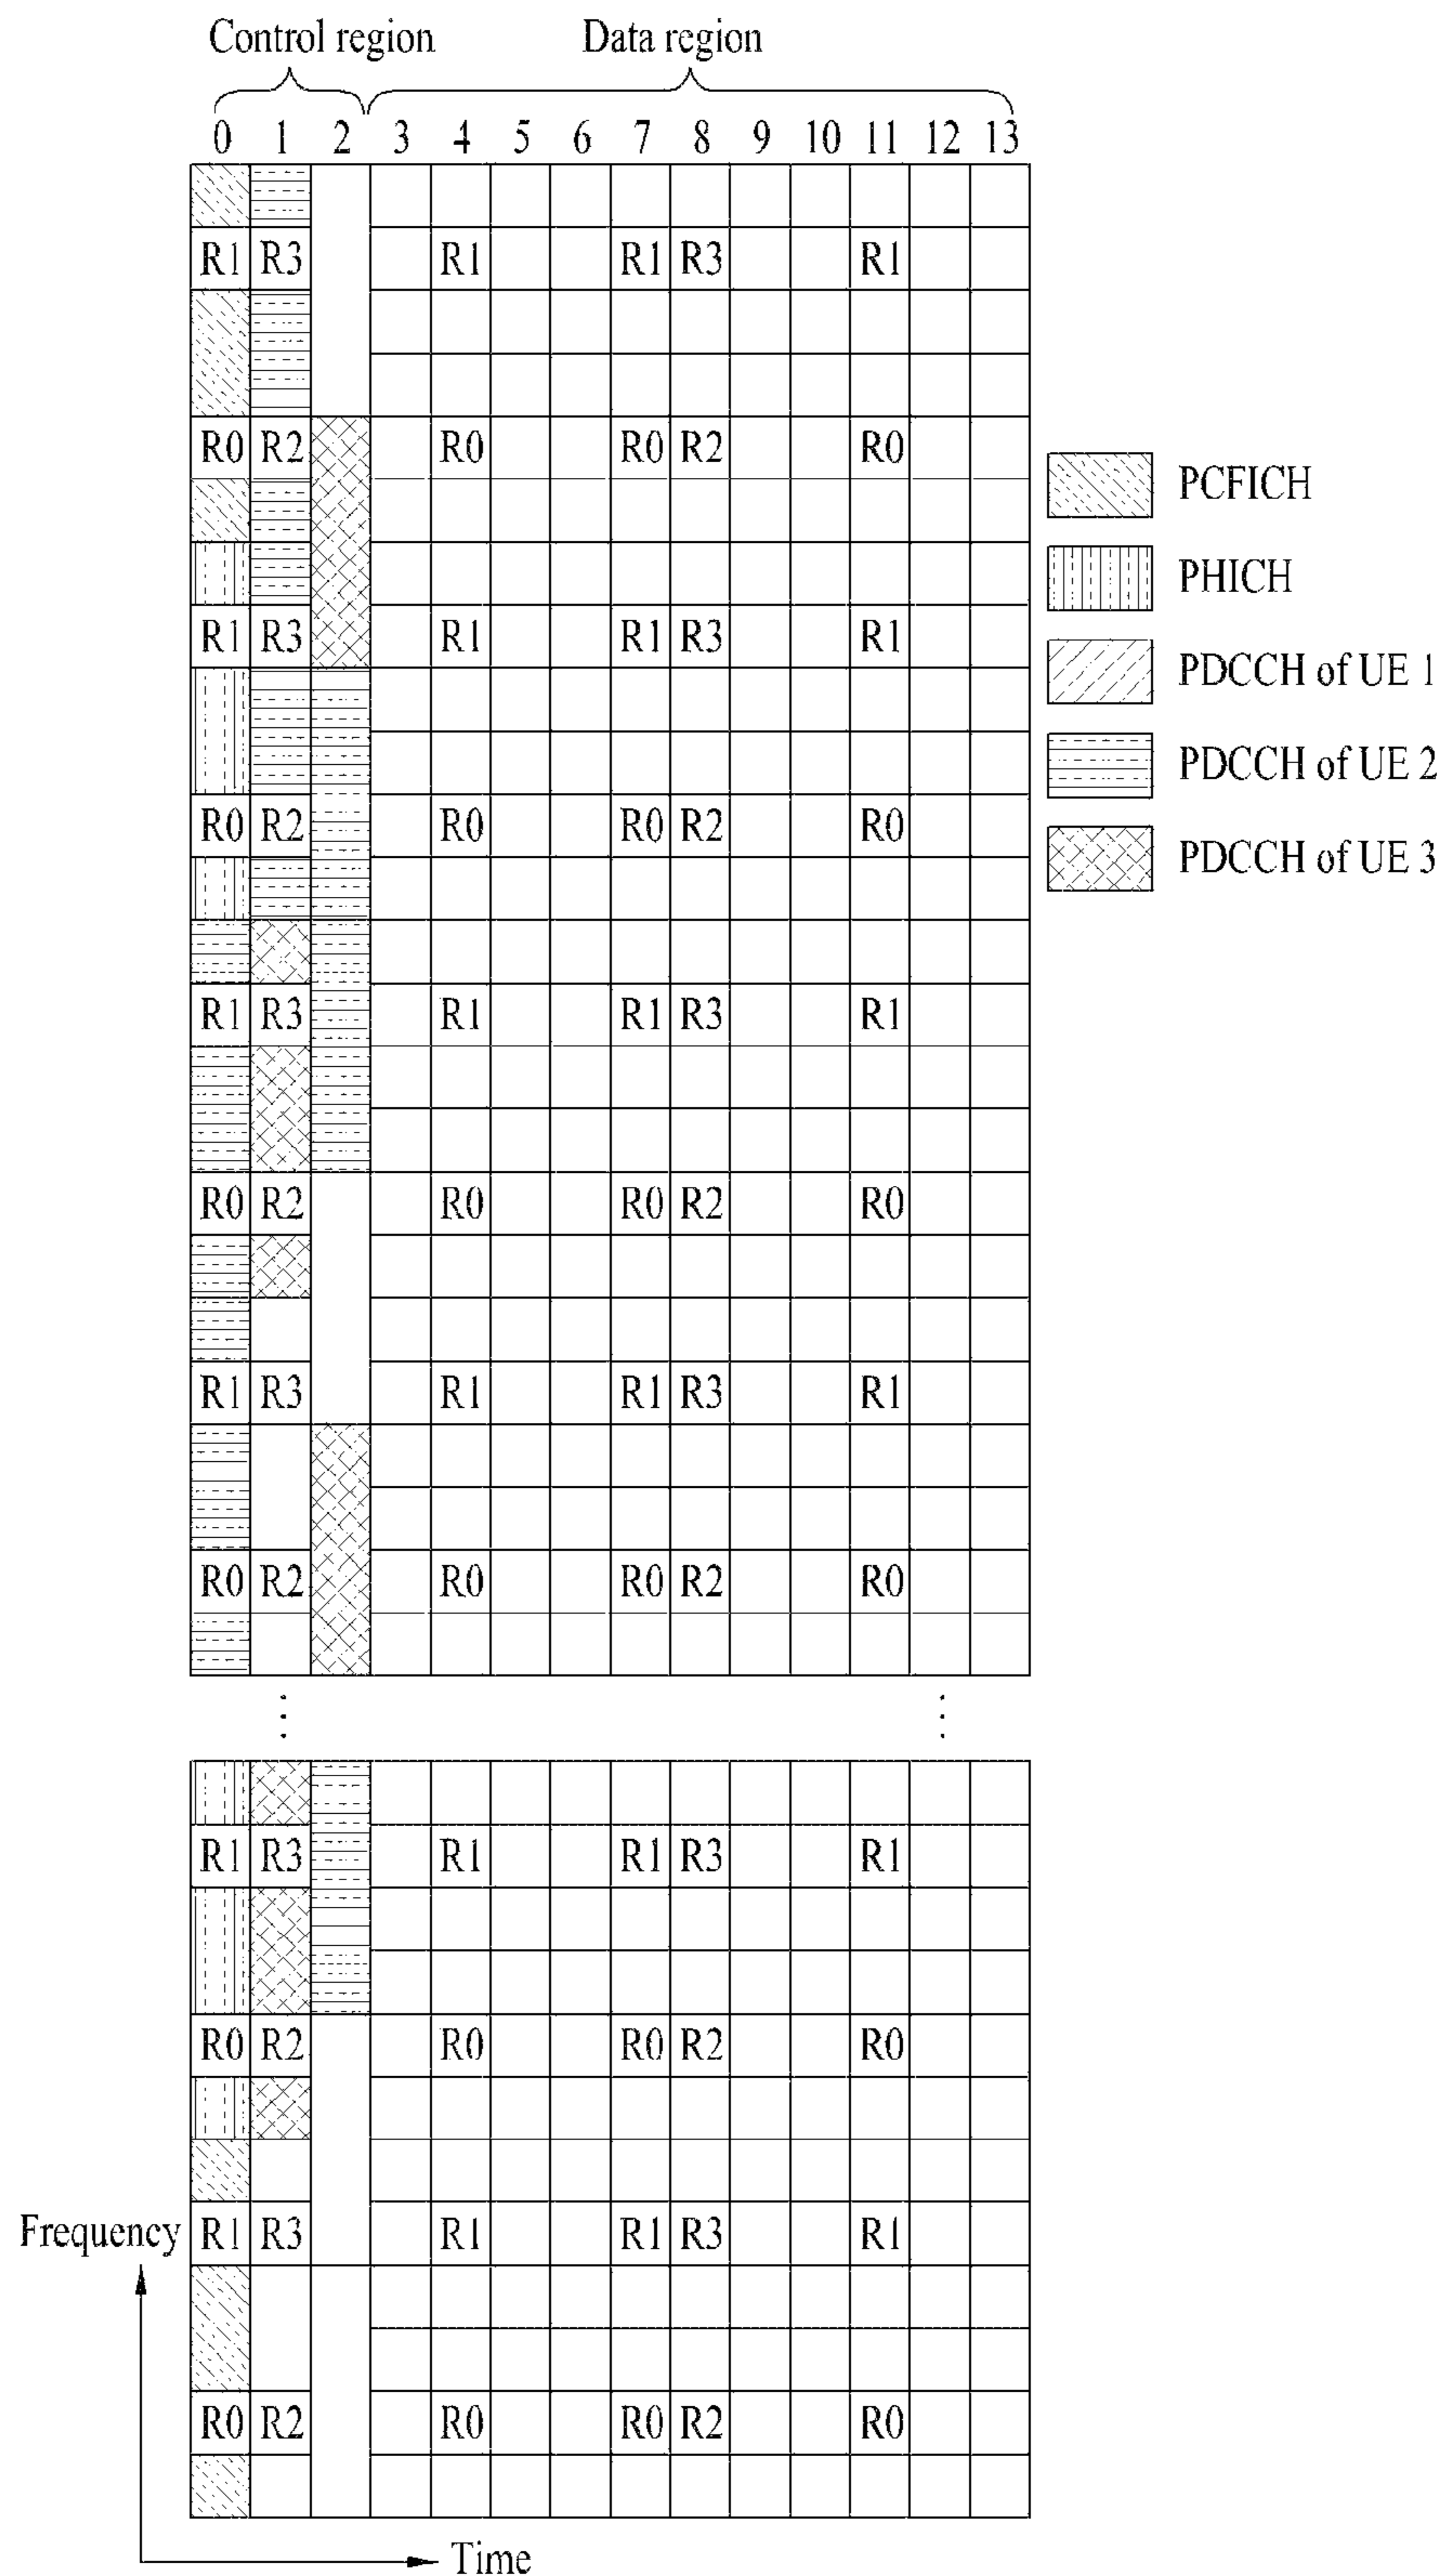 Control region Data region
0 1 2 3 4 5 6 7 8 9 10 11 12 13
R1 R3 R1 R1 R3 R1
R0 R2 R0 R0 R2 R0
PCFICH
PHICH
R1 R3 R1 R1 R3 R1
PDCCH of UE 1
PDCCH of UE 2
R0 R2 R0 R0 R2 R0
PDCCH of UE 3
R1 R3 R1 R1 R3 R1
R0 R2 R0 R0 R2 R0
R1 R3 R1 R1 R3 R1
R0 R2 R0 R0 R2 R0
R1 R3 R1 R1 R3 R1
R0 R2 R0 R0 R2 R0
Frequency R1 R3 R1 R1 R3 R1
R0 R2 R0 R0 R2 R0
Time